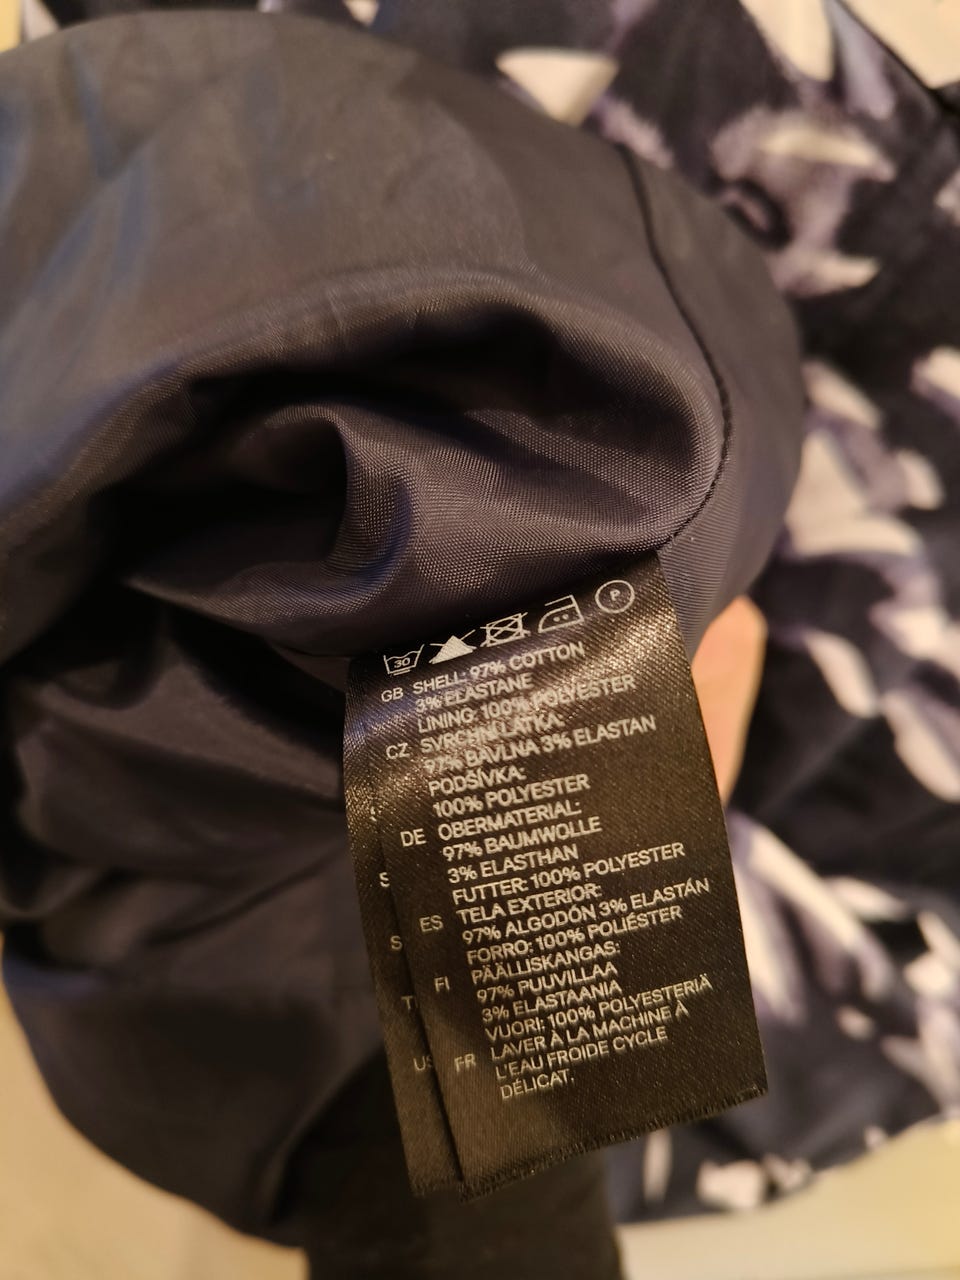 30 P
GB SHELL: 97% COTTON
3% ELASTANE
LINING: 100% POLYESTER
CZ SVRCHNÍ LÁTKA:
97% BAVLNA 3% ELASTAN
PODŠÍVKA:
100% POLYESTER
DE OBERMATERIAL:
97% BAUMWOLLE
3% ELASTHAN
FUTTER: 100% POLYESTER
ES TELA EXTERIOR:
97% ALGODÓN 3% ELASTÁN
FORRO: 100% POLIÉSTER
FI PÄÄLLISKANGAS:
97% PUUVILLAA
3% ELASTAANIA
VUORI: 100% POLYESTERIÄ
FR LAVER À LA MACHINE À
L'EAU FROIDE CYCLE
DÉLICAT.